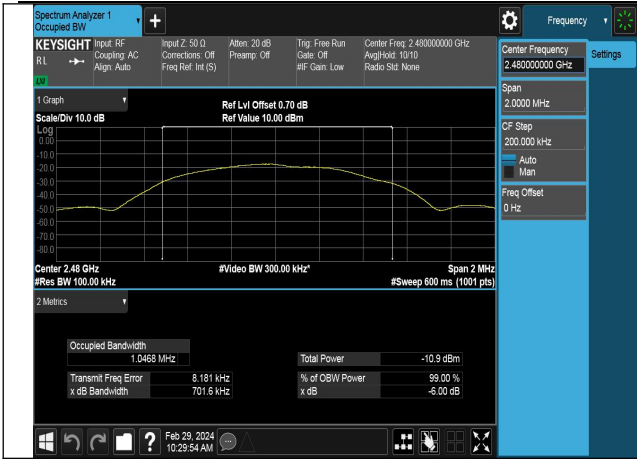 Spectrum Analyzer 1
Occupied BW
Frequency
KEYSIGHT
R L
LXI
Input: RF
Coupling: AC
Align: Auto
Input Z: 50 Ω
Corrections: Off
Freq Ref: Int (S)
Atten: 20 dB
Preamp: Off
Trig: Free Run
Gate: Off
#IF Gain: Low
Center Freq: 2.480000000 GHz
Avg|Hold: 10/10
Radio Std: None
Center Frequency
2.480000000 GHz
Settings
Span
2.0000 MHz
CF Step
200.000 kHz
Auto
Man
Freq Offset
0 Hz
1 Graph
Scale/Div 10.0 dB
Ref Lvl Offset 0.70 dB
Ref Value 10.00 dBm
Log
0.00
-10.0
-20.0
-30.0
-40.0
-50.0
-60.0
-70.0
-80.0
Center 2.48 GHz
#Video BW 300.00 kHz*
Span 2 MHz
#Res BW 100.00 kHz
#Sweep 600 ms (1001 pts)
2 Metrics
Occupied Bandwidth
1.0468 MHz
Total Power
-10.9 dBm
Transmit Freq Error
8.181 kHz
% of OBW Power
99.00 %
x dB Bandwidth
701.6 kHz
x dB
-6.00 dB
?
Feb 29, 2024
10:29:54 AM